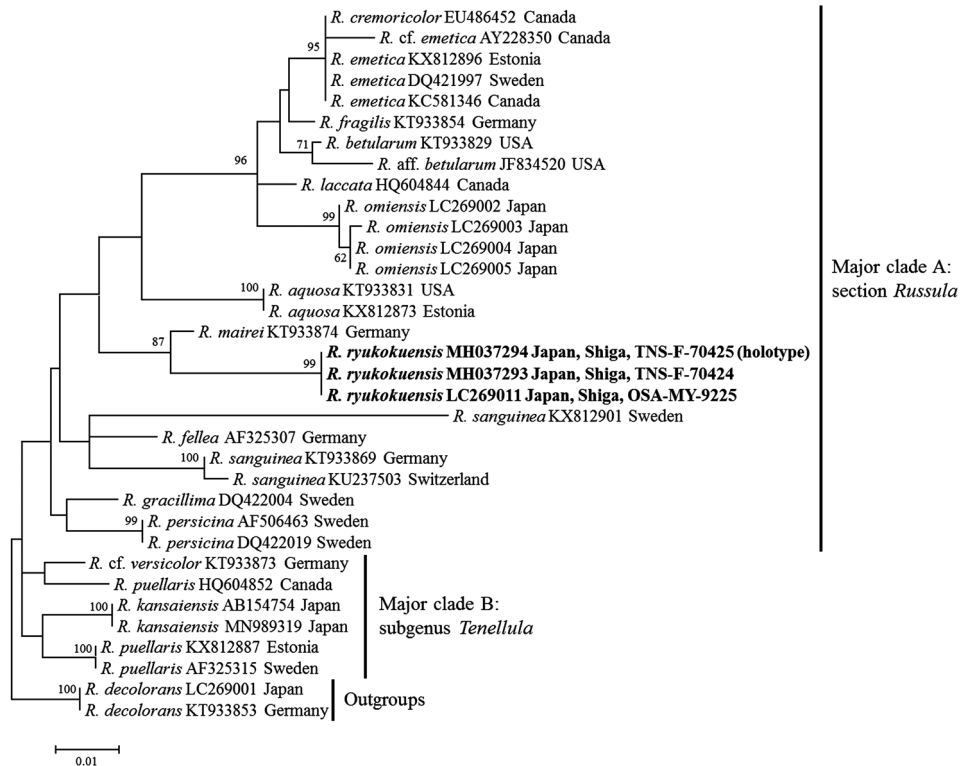 R. cremoricolor EU486452 Canada
R. cf. emetica AY228350 Canada
95
R. emetica KX812896 Estonia
R. emetica DQ421997 Sweden
R. emetica KC581346 Canada
R. fragilis KT933854 Germany
71
R. betularum KT933829 USA
96
R. aff. betularum JF834520 USA
R. laccata HQ604844 Canada
R. omiensis LC269002 Japan
99
R. omiensis LC269003 Japan
R. omiensis LC269004 Japan
62
R. omiensis LC269005 Japan
Major clade A:
section Russula
100
R. aquosa KT933831 USA
R. aquosa KX812873 Estonia
R. mairei KT933874 Germany
87
R. ryukokuensis MH037294 Japan, Shiga, TNS-F-70425 (holotype)
99
R. ryukokuensis MH037293 Japan, Shiga, TNS-F-70424
R. ryukokuensis LC269011 Japan, Shiga, OSA-MY-9225
R. sanguinea KX812901 Sweden
R. fellea AF325307 Germany
100
R. sanguinea KT933869 Germany
R. sanguinea KU237503 Switzerland
R. gracillima DQ422004 Sweden
99
R. persicina AF506463 Sweden
R. persicina DQ422019 Sweden
R. cf. versicolor KT933873 Germany
R. puellaris HQ604852 Canada
100
R. kansaiensis AB154754 Japan
R. kansaiensis MN989319 Japan
Major clade B:
subgenus Tenellula
100
R. puellaris KX812887 Estonia
R. puellaris AF325315 Sweden
100
R. decolorans LC269001 Japan
R. decolorans KT933853 Germany
Outgroups
0.01